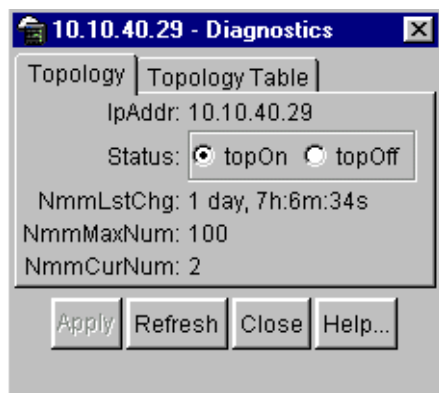 10.10.40.29 - Diagnostics
Topology Topology Table
IpAddr: 10.10.40.29
Status: topOn topOff
NmmLstChg: 1 day, 7h:6m:34s
NmmMaxNum: 100
NmmCurNum: 2
Apply Refresh Close Help...